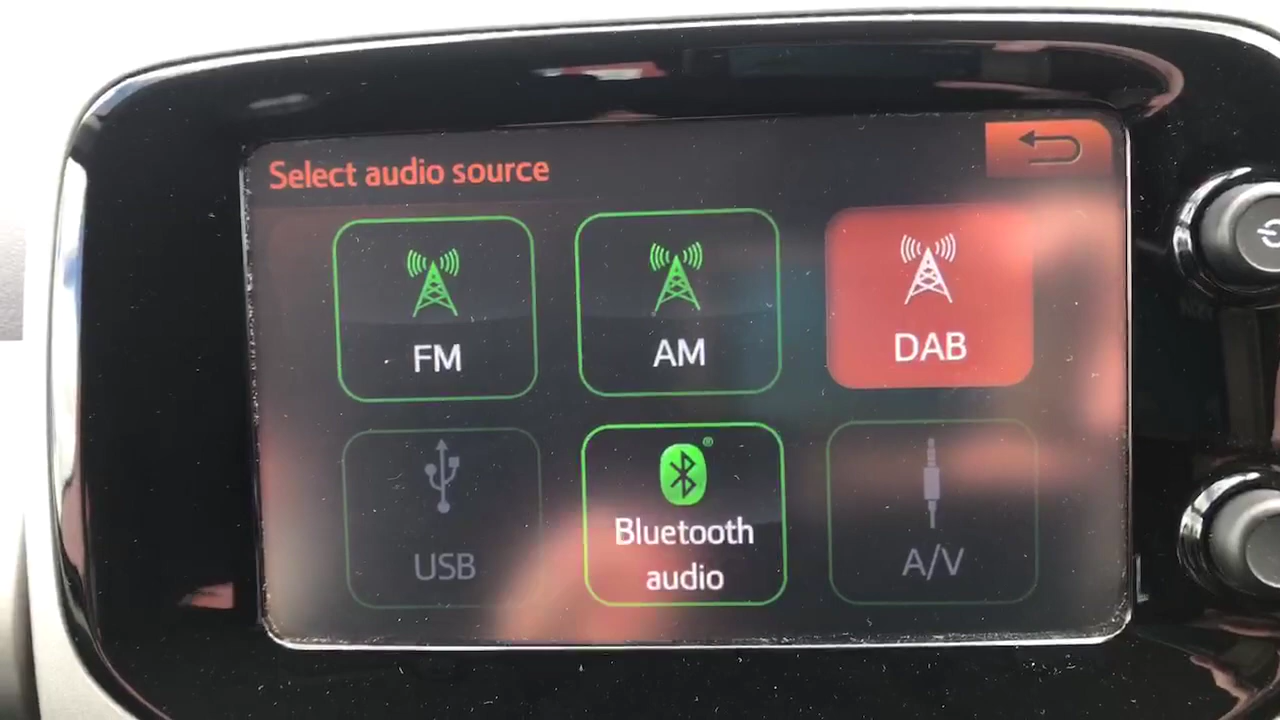 Select audio source
FM
AM
DAB
USB
Bluetooth
audio
A/V